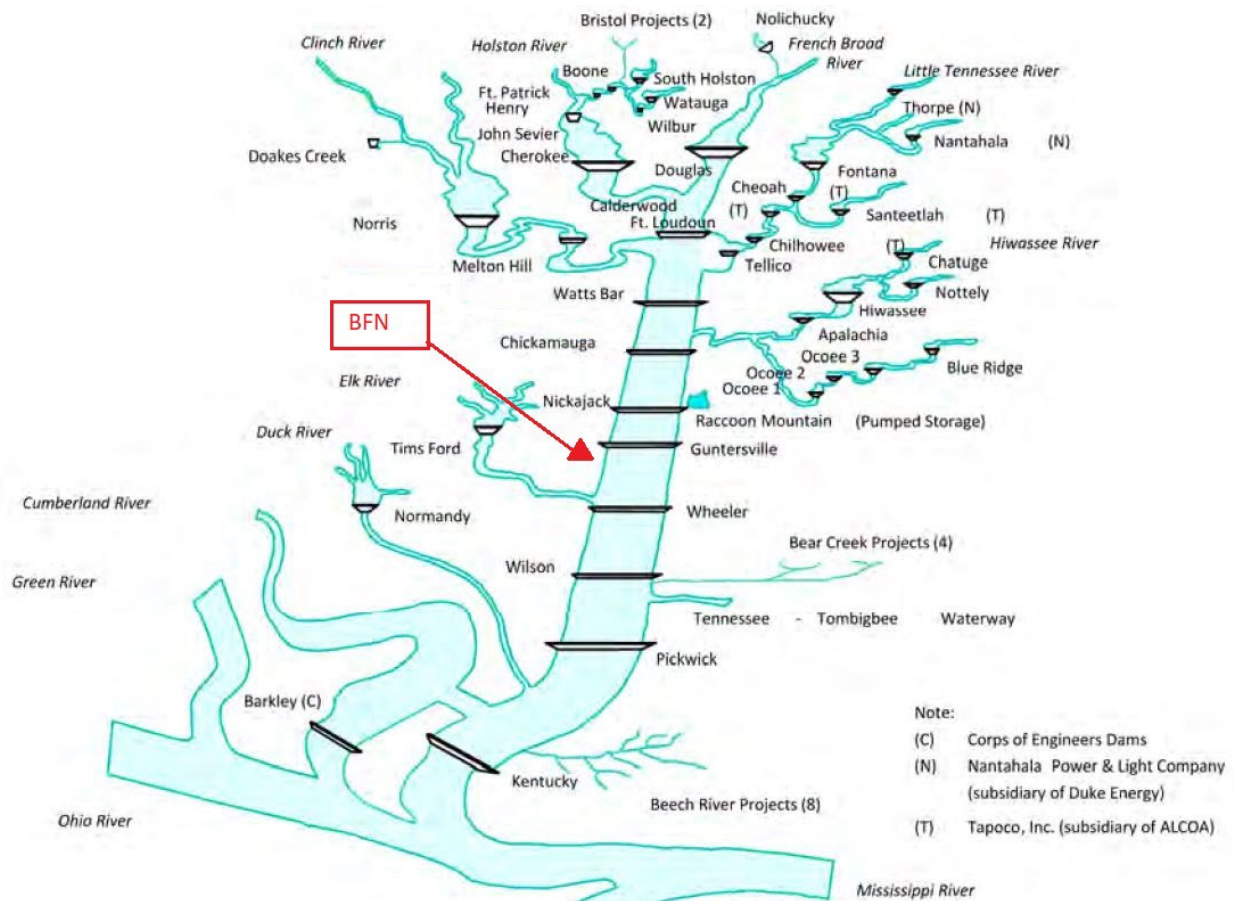 Bristol Projects (2)
Nolichucky
Clinch River
Holston River
French Broad
River
Boone
South Holston
Little Tennessee River
Ft. Patrick
Henry
Watauga
Thorpe (N)
Wilbur
John Sevier
Nantahala (N)
Doakes Creek
Cherokee
Douglas
Fontana
(T)
Cheoah
Calderwood
(T)
Santeetlah (T)
Norris
Ft. Loudoun
Chilhowee
(T)
Hiwassee River
Melton Hill
Tellico
Chatuge
Nottely
Watts Bar
Hiwassee
BFN
Apalachia
Chickamauga
Ocoee 3
Blue Ridge
Ocoee 2
Elk River
Ocoee 1
Nickajack
Raccoon Mountain (Pumped Storage)
Duck River
Tims Ford
Guntersville
Cumberland River
Normandy
Wheeler
Bear Creek Projects (4)
Green River
Wilson
Tennessee - Tombigbee Waterway
Pickwick
Barkley (C)
Kentucky
Beech River Projects (8)
Ohio River
Mississippi River
Note:
(C) Corps of Engineers Dams
(N) Nantahala Power & Light Company
(subsidiary of Duke Energy)
(T) Tapoco, Inc. (subsidiary of ALCOA)